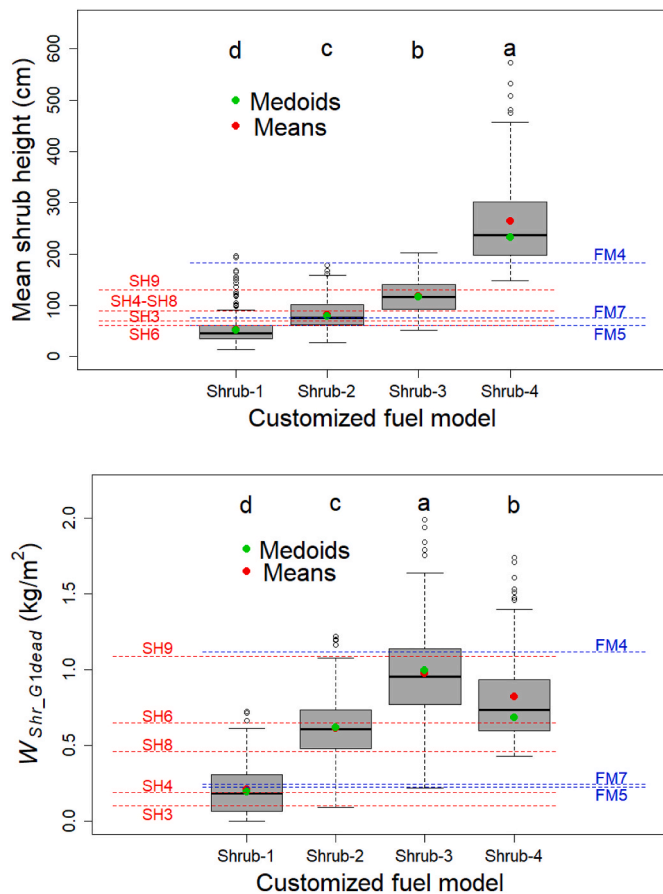 Mean shrub height (cm)
600
500
400
300
200
100
0
d c b a
Medoids
Means
FM4
SH9
SH4-SH8
SH3
SH6
FM7
FM5
Shrub-1 Shrub-2 Shrub-3 Shrub-4
Customized fuel model
W_Shr_G1dead (kg/m²)
2.0
1.5
1.0
0.5
0.0
d c a b
Medoids
Means
SH9
FM4
SH6
SH8
FM7
SH4
FM5
SH3
Shrub-1 Shrub-2 Shrub-3 Shrub-4
Customized fuel model